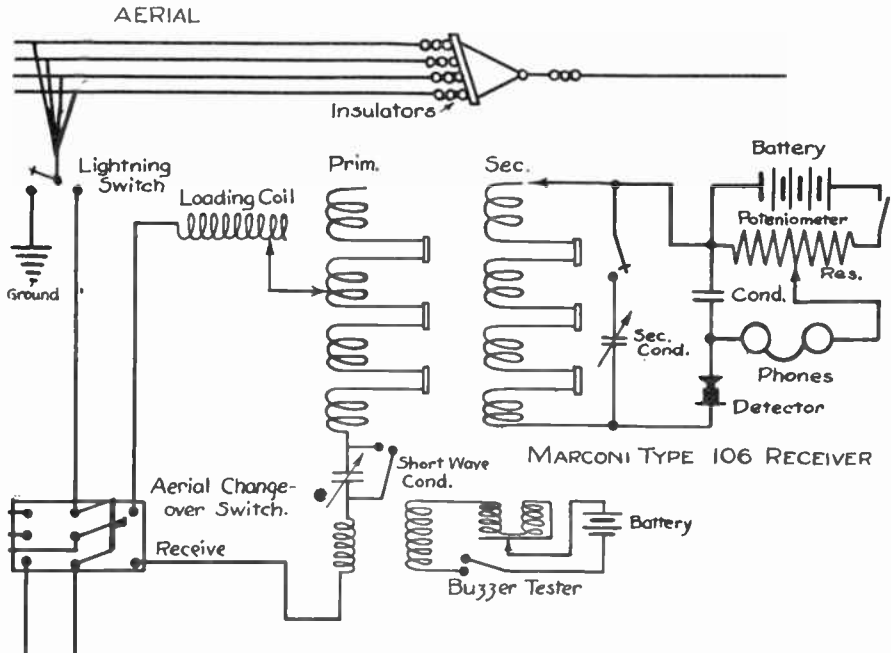 AERIAL
Insulators
Lightning
Switch
Loading Coil
Prim.
Sec.
Battery
Poteniometer
Res.
Ground
Cond.
Sec.
Cond.
Phones
Detector
MARCONI TYPE 106 RECEIVER
Short Wave
Cond.
Aerial Change-
over Switch.
Receive
Battery
Buzzer Tester